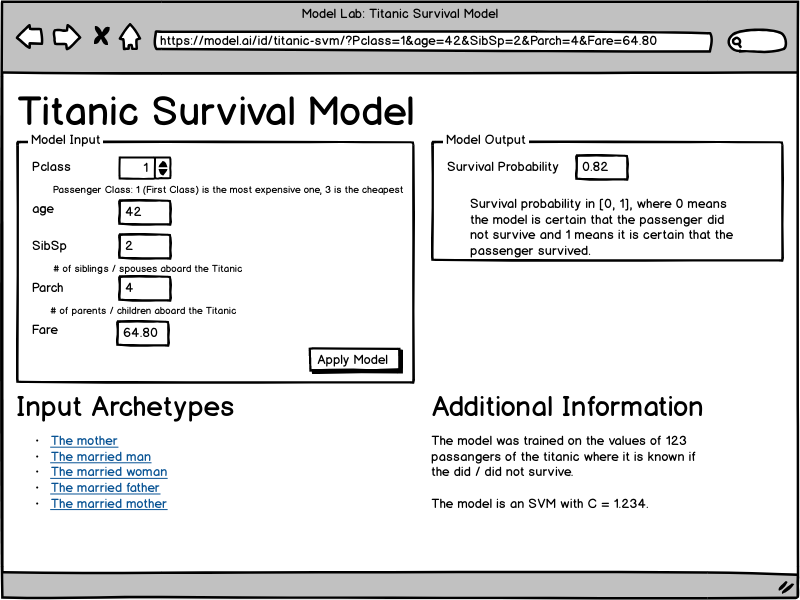 Model Lab: Titanic Survival Model
https://model.ai/id/titanic-svm/?Pclass=1&age=42&SibSp=2&Parch=4&Fare=64.80
Titanic Survival Model
Model Input
Pclass 1
Passenger Class: 1 (First Class) is the most expensive one, 3 is the cheapest
age 42
SibSp 2
# of siblings / spouses aboard the Titanic
Parch 4
# of parents / children aboard the Titanic
Fare 64.80
Apply Model
Model Output
Survival Probability 0.82
Survival probability in [0, 1], where 0 means
the model is certain that the passenger did
not survive and 1 means it is certain that the
passenger survived.
Input Archetypes
· The mother
· The married man
· The married woman
· The married father
· The married mother
Additional Information
The model was trained on the values of 123
passangers of the titanic where it is known if
the did / did not survive.
The model is an SVM with C = 1.234.